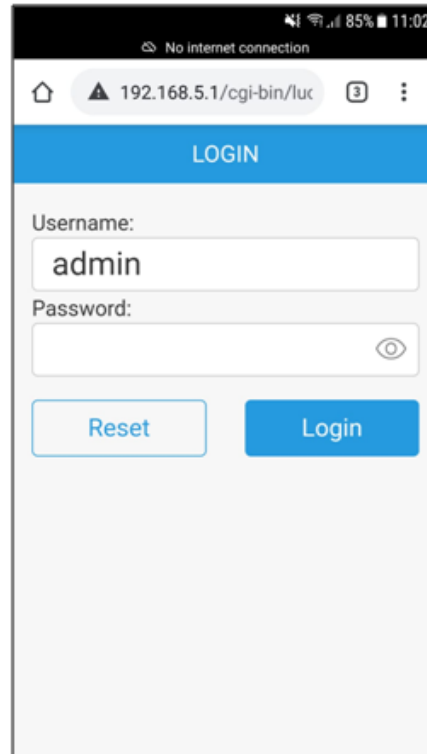 85% 11:02
No internet connection
192.168.5.1/cgi-bin/luc
3
LOGIN
Username:
admin
Password:
Reset
Login